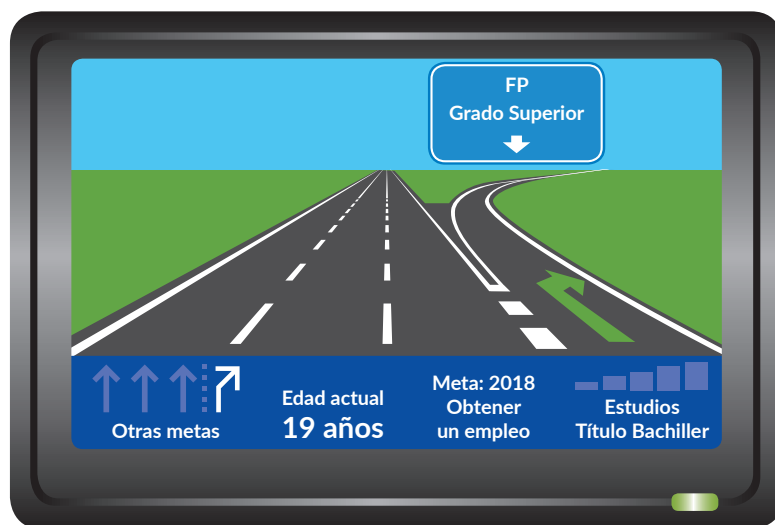 FP
Grado Superior
Otras metas
Edad actual
19 años
Meta: 2018
Obtener
un empleo
Estudios
Título Bachiller